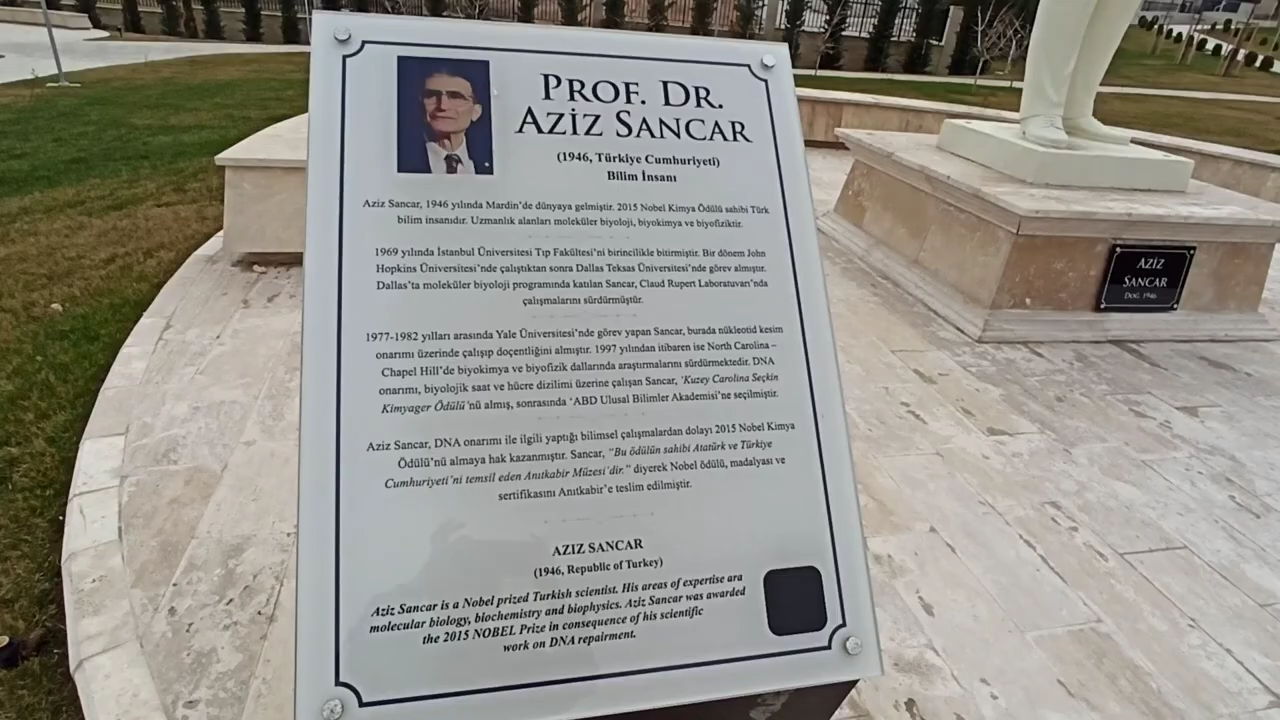 PROF. DR.
AZİZ SANCAR
(1946, Türkiye Cumhuriyeti)
Bilim İnsanı
Aziz Sancar, 1946 yılında Mardin'de dünyaya gelmiştir. 2015 Nobel Kimya Ödülü sahibi Türk
bilim insanıdır. Uzmanlık alanları moleküler biyoloji, biyokimya ve biyofiziktir.
1969 yılında İstanbul Üniversitesi Tıp Fakültesi'ni birincilikle bitirmiştir. Bir dönem John
Hopkins Üniversitesi'nde çalıştıktan sonra Dallas Teksas Üniversitesi'nde görev almıştır.
Dallas'ta moleküler biyoloji programında katılan Sancar, Claud Rupert Laboratuvarı'nda
çalışmalarını sürdürmüştür.
1977-1982 yılları arasında Yale Üniversitesi'nde görev yapan Sancar, burada nükleotid kesim
onarımı üzerinde çalışıp doçentliğini almıştır. 1997 yılından itibaren ise North Carolina –
Chapel Hill'de biyokimya ve biyofizik dallarında araştırmalarını sürdürmektedir. DNA
onarımı, biyolojik saat ve hücre dizilimi üzerine çalışan Sancar, 'Kuzey Carolina Seçkin
Kimyager Ödülü'nü almış, sonrasında 'ABD Ulusal Bilimler Akademisi'ne seçilmiştir.
Aziz Sancar, DNA onarımı ile ilgili yaptığı bilimsel çalışmalardan dolayı 2015 Nobel Kimya
Ödülü'nü almaya hak kazanmıştır. Sancar, "Bu ödülün sahibi Atatürk ve Türkiye
Cumhuriyeti'ni temsil eden Anıtkabir Müzesi'dir." diyerek Nobel ödülü, madalyası ve
sertifikasını Anıtkabir'e teslim edilmiştir.
AZIZ SANCAR
(1946, Republic of Turkey)
Aziz Sancar is a Nobel prized Turkish scientist. His areas of expertise ara
molecular biology, biochemistry and biophysics. Aziz Sancar was awarded
the 2015 NOBEL Prize in consequence of his scientific
work on DNA repairment.
AZİZ
SANCAR
DOĞ. 1946